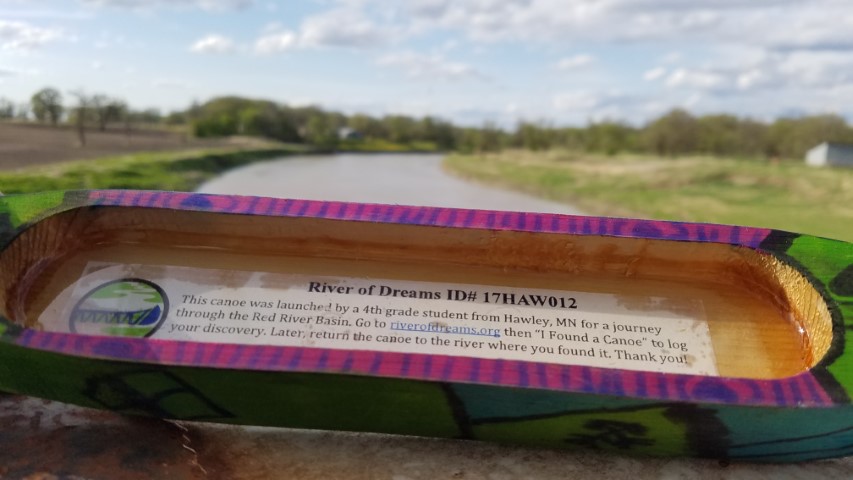 River of Dreams ID# 17HAW012
This canoe was launched by a 4th grade student from Hawley, MN for a journey
through the Red River Basin. Go to riverofdreams.org then "I Found a Canoe" to log
your discovery. Later, return the canoe to the river where you found it. Thank you!